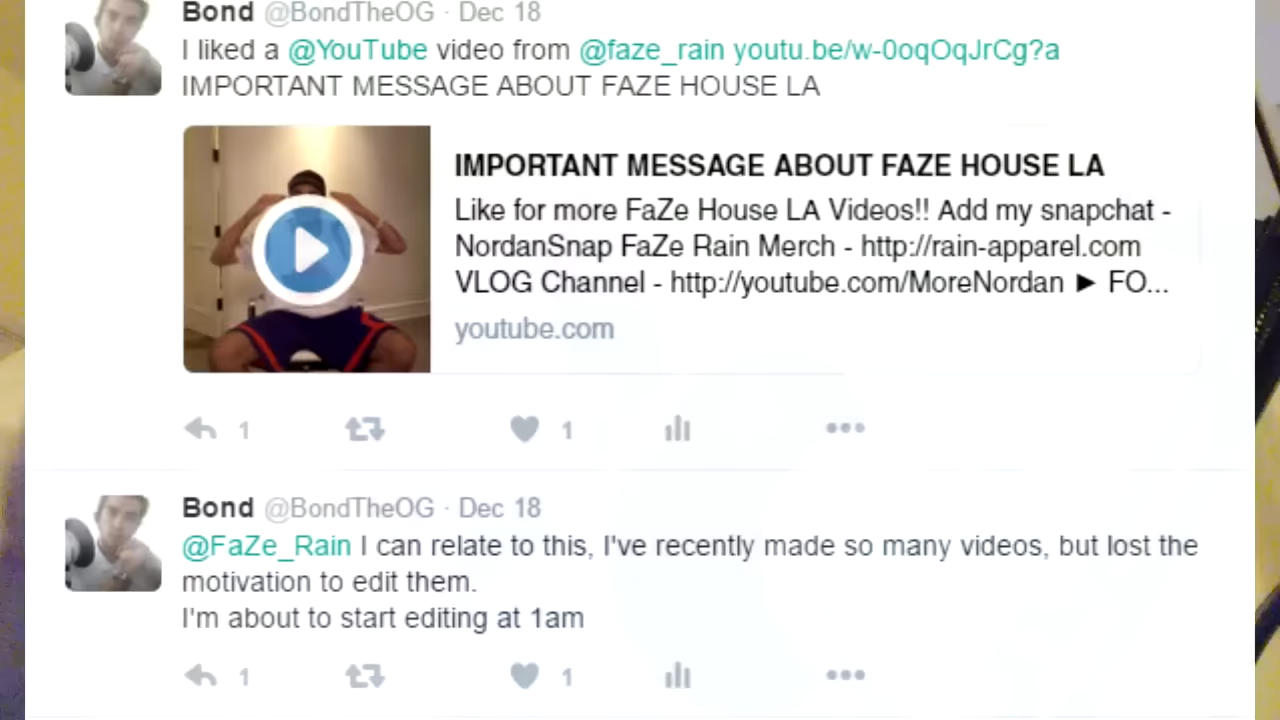 Bond @BondTheOG · Dec 18
I liked a @YouTube video from @faze_rain youtu.be/w-0oqOqJrCg?a
IMPORTANT MESSAGE ABOUT FAZE HOUSE LA
IMPORTANT MESSAGE ABOUT FAZE HOUSE LA
Like for more FaZe House LA Videos!! Add my snapchat -
NordanSnap FaZe Rain Merch - http://rain-apparel.com
VLOG Channel - http://youtube.com/MoreNordan ► FO...
youtube.com
1 1
Bond @BondTheOG · Dec 18
@FaZe_Rain I can relate to this, I've recently made so many videos, but lost the
motivation to edit them.
I'm about to start editing at 1am
1 1